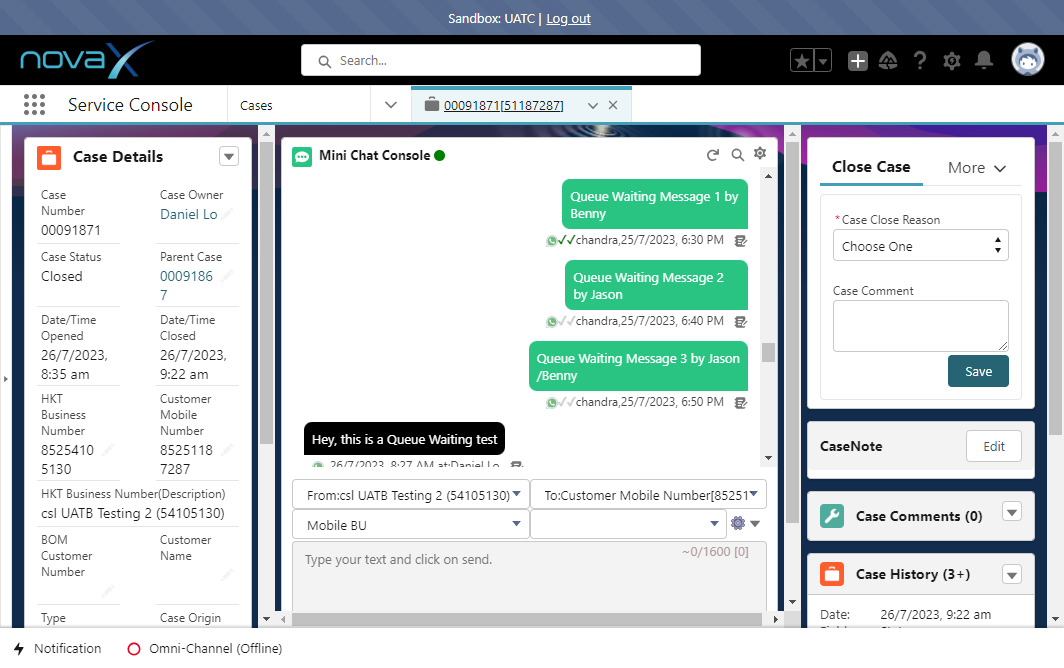 Sandbox: UATC | Log out
novaX
Search...
Service Console
Cases
00091871[51187287]
Case Details
Case
Number
00091871
Case Owner
Daniel Lo
Case Status
Closed
Parent Case
0009186
7
Date/Time
Opened
26/7/2023,
8:35 am
Date/Time
Closed
26/7/2023,
9:22 am
HKT
Business
Number
8525410
5130
Customer
Mobile
Number
8525118
7287
HKT Business Number(Description)
csl UATB Testing 2 (54105130)
BOM
Customer
Number
Customer
Name
Type
Case Origin
Mini Chat Console
Queue Waiting Message 1 by
Benny
chandra,25/7/2023, 6:30 PM
Queue Waiting Message 2
by Jason
chandra,25/7/2023, 6:40 PM
Queue Waiting Message 3 by Jason
/Benny
chandra,25/7/2023, 6:50 PM
Hey, this is a Queue Waiting test
26/7/2023, 8:27 AM at:Daniel Lo
From:csl UATB Testing 2 (54105130)
To:Customer Mobile Number[85251
Mobile BU
Type your text and click on send.
~0/1600 [0]
Close Case
More
*Case Close Reason
Choose One
Case Comment
Save
CaseNote
Edit
Case Comments (0)
Case History (3+)
Date:
26/7/2023, 9:22 am
Notification
Omni-Channel (Offline)